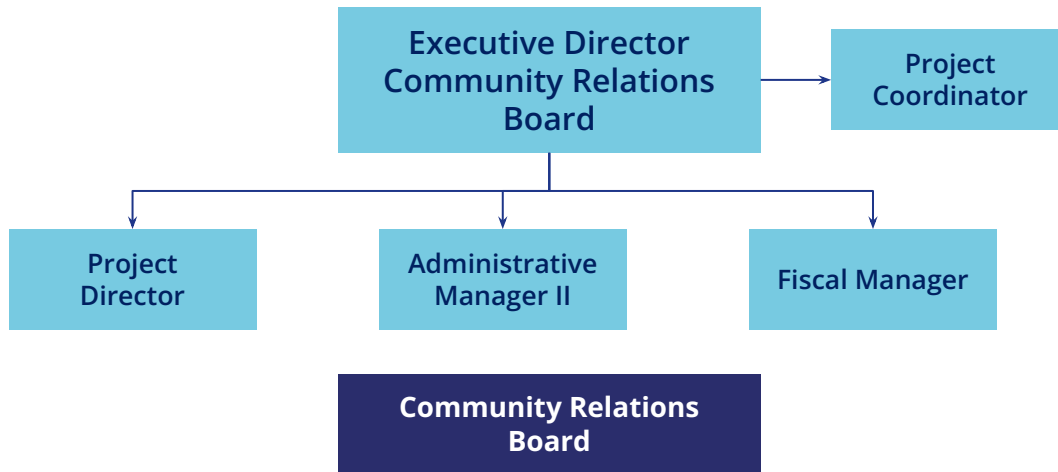 Executive Director
Community Relations
Board
Project
Coordinator
Project
Director
Administrative
Manager II
Fiscal Manager
Community Relations
Board